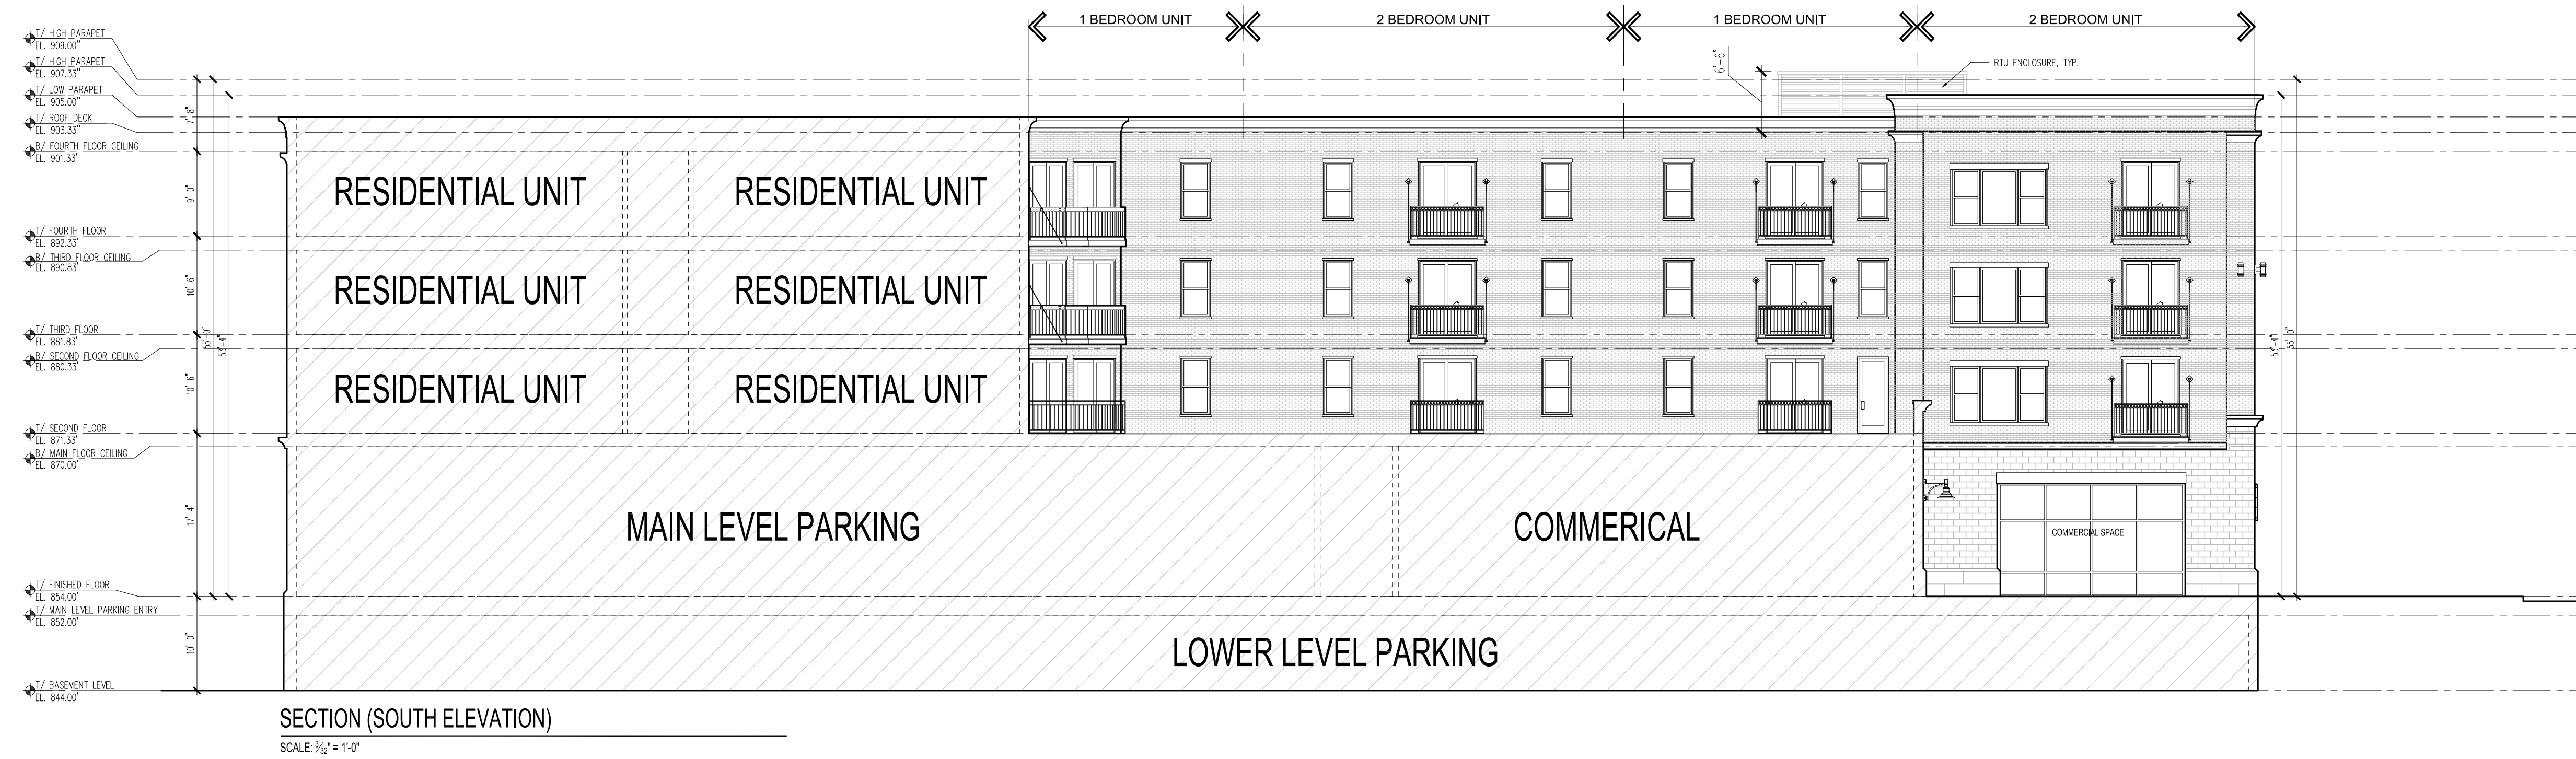 1 BEDROOM UNIT
2 BEDROOM UNIT
1 BEDROOM UNIT
2 BEDROOM UNIT
T/ HIGH PARAPET
EL. 909.00"
T/ HIGH PARAPET
EL. 907.33"
T/ LOW PARAPET
EL. 905.00"
T/ ROOF DECK
EL. 903.33"
B/ FOURTH FLOOR CEILING
EL. 901.33'
T/ FOURTH FLOOR
EL. 892.33'
B/ THIRD FLOOR CEILING
EL. 890.83'
T/ THIRD FLOOR
EL. 881.83'
B/ SECOND FLOOR CEILING
EL. 880.33'
T/ SECOND FLOOR
EL. 871.33'
B/ MAIN FLOOR CEILING
EL. 870.00'
T/ FINISHED FLOOR
EL. 854.00'
T/ MAIN LEVEL PARKING ENTRY
EL. 852.00'
T/ BASEMENT LEVEL
EL. 844.00'
7'-8"
9'-0"
10'-6"
10'-6"
17'-4"
10'-0"
55'-0"
53'-4"
6'-6"
RTU ENCLOSURE, TYP.
RESIDENTIAL UNIT
RESIDENTIAL UNIT
RESIDENTIAL UNIT
RESIDENTIAL UNIT
RESIDENTIAL UNIT
RESIDENTIAL UNIT
53'-4"
55'-0"
MAIN LEVEL PARKING
COMMERICAL
COMMERCIAL SPACE
LOWER LEVEL PARKING
SECTION (SOUTH ELEVATION)
SCALE: 3/32" = 1'-0"